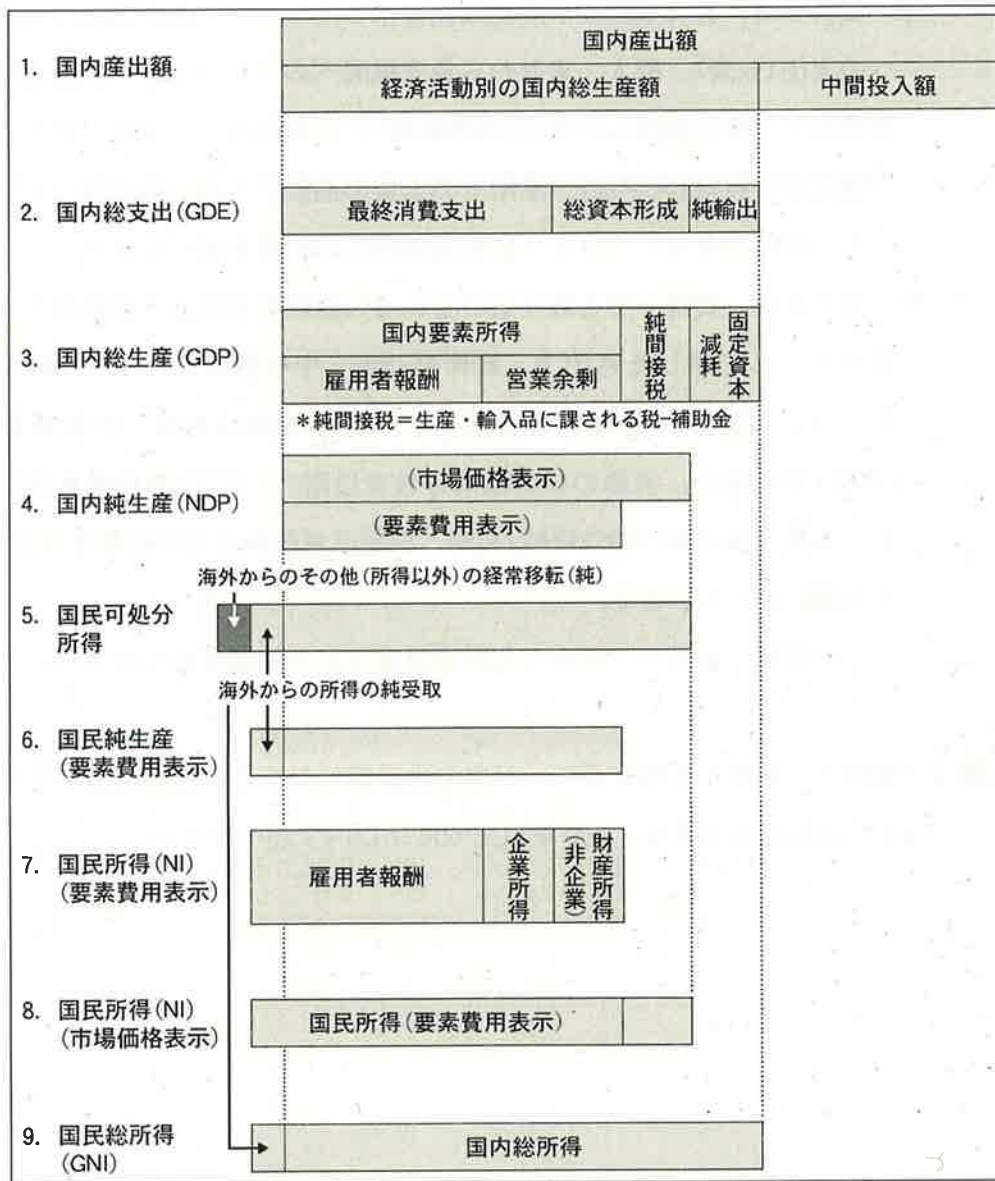 国内産出額
1. 国内産出額
経済活動別の国内総生産額 中間投入額
2. 国内総支出(GDE) 最終消費支出 総資本形成 純輸出
3. 国内総生産(GDP)
国内要素所得
雇用者報酬 営業余剰
純間接税
固定資本
減耗
*純間接税=生産・輸入品に課される税-補助金
4. 国内純生産(NDP)
(市場価格表示)
(要素費用表示)
海外からのその他(所得以外)の経常移転(純)
5. 国民可処分
所得
海外からの所得の純受取
6. 国民純生産
(要素費用表示)
7. 国民所得(NI)
(要素費用表示)
雇用者報酬
企業所得
財産所得
(非企業)
8. 国民所得(NI)
(市場価格表示)
国民所得(要素費用表示)
9. 国民総所得
(GNI)
国内総所得